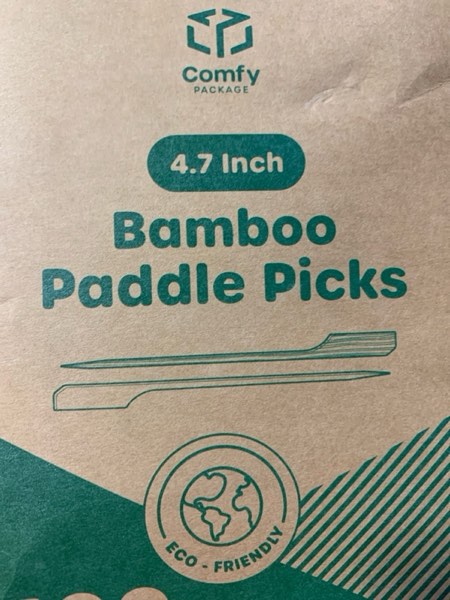 Comfy
PACKAGE
4.7 Inch
Bamboo
Paddle Picks
ECO - FRIENDLY